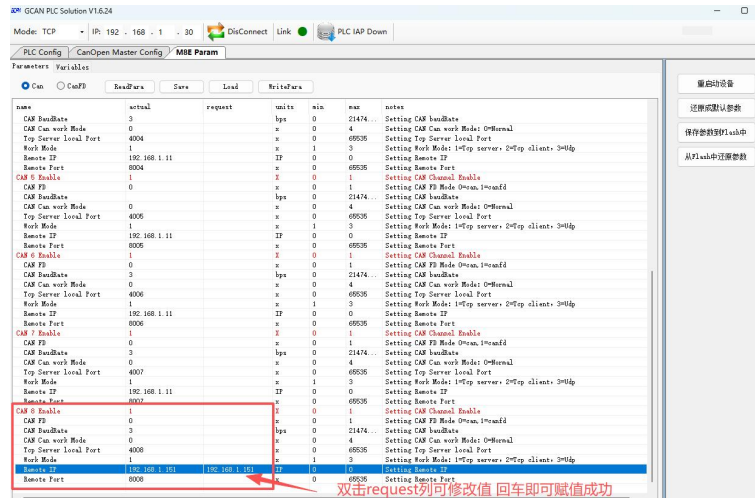 GCAN PLC Solution V1.6.24
Mode: TCP IP: 192 . 168 . 1 . 30 DisConnect Link PLC IAP Down
PLC Config CanOpen Master Config M8E Param
Parameters Variables
Can CanFD ReadPara Save Load WritePara
重启动设备
还原成默认参数
保存参数到Flash中
从Flash中还原参数
name actual request units min max notes
CAN BaudRate 3 bps 0 21474... Setting CAN baudRate
CAN Can work Mode 0 x 0 4 Setting CAN Can work Mode: 0=Normal
Tcp Server local Port 4004 x 0 65535 Setting Tcp Server local Port
Work Mode 1 x 1 3 Setting Work Mode: 1=Tcp server, 2=Tcp client, 3=Udp
Remote IP 192.168.1.11 IP 0 0 Setting Remote IP
Remote Port 8004 x 0 65535 Setting Remote Port
CAN 5 Enable 1 X 0 1 Setting CAN Channel Enable
CAN FD 0 x 0 1 Setting CAN FD Mode 0=can,1=canfd
CAN BaudRate bps 0 21474... Setting CAN baudRate
CAN Can work Mode 0 x 0 4 Setting CAN Can work Mode: 0=Normal
Tcp Server local Port 4005 x 0 65535 Setting Tcp Server local Port
Work Mode 1 x 1 3 Setting Work Mode: 1=Tcp server, 2=Tcp client, 3=Udp
Remote IP 192.168.1.11 IP 0 0 Setting Remote IP
Remote Port 8005 x 0 65535 Setting Remote Port
CAN 6 Enable 1 X 0 1 Setting CAN Channel Enable
CAN FD 0 x 0 1 Setting CAN FD Mode 0=can,1=canfd
CAN BaudRate 3 bps 0 21474... Setting CAN baudRate
CAN Can work Mode 0 x 0 4 Setting CAN Can work Mode: 0=Normal
Tcp Server local Port 4006 x 0 65535 Setting Tcp Server local Port
Work Mode 1 x 1 3 Setting Work Mode: 1=Tcp server, 2=Tcp client, 3=Udp
Remote IP 192.168.1.11 IP 0 0 Setting Remote IP
Remote Port 8006 x 0 65535 Setting Remote Port
CAN 7 Enable 1 X 0 1 Setting CAN Channel Enable
CAN FD 0 x 0 1 Setting CAN FD Mode 0=can,1=canfd
CAN BaudRate 3 bps 0 21474... Setting CAN baudRate
CAN Can work Mode 0 x 0 4 Setting CAN Can work Mode: 0=Normal
Tcp Server local Port 4007 x 0 65535 Setting Tcp Server local Port
Work Mode 1 x 1 3 Setting Work Mode: 1=Tcp server, 2=Tcp client, 3=Udp
Remote IP 192.168.1.11 IP 0 0 Setting Remote IP
Remote Port 8007 x 0 65535 Setting Remote Port
CAN 8 Enable 1 X 0 1 Setting CAN Channel Enable
CAN FD 0 x 0 1 Setting CAN FD Mode 0=can,1=canfd
CAN BaudRate 3 bps 0 21474... Setting CAN baudRate
CAN Can work Mode 0 x 0 4 Setting CAN Can work Mode: 0=Normal
Tcp Server local Port 4008 x 0 65535 Setting Tcp Server local Port
Work Mode 1 x 1 3 Setting Work Mode: 1=Tcp server, 2=Tcp client, 3=Udp
Remote IP 192.168.1.151 192.168.1.151 IP 0 0 Setting Remote IP
Remote Port 8008 x 0 65535 Setting Remote Port
双击request列可修改值 回车即可赋值成功